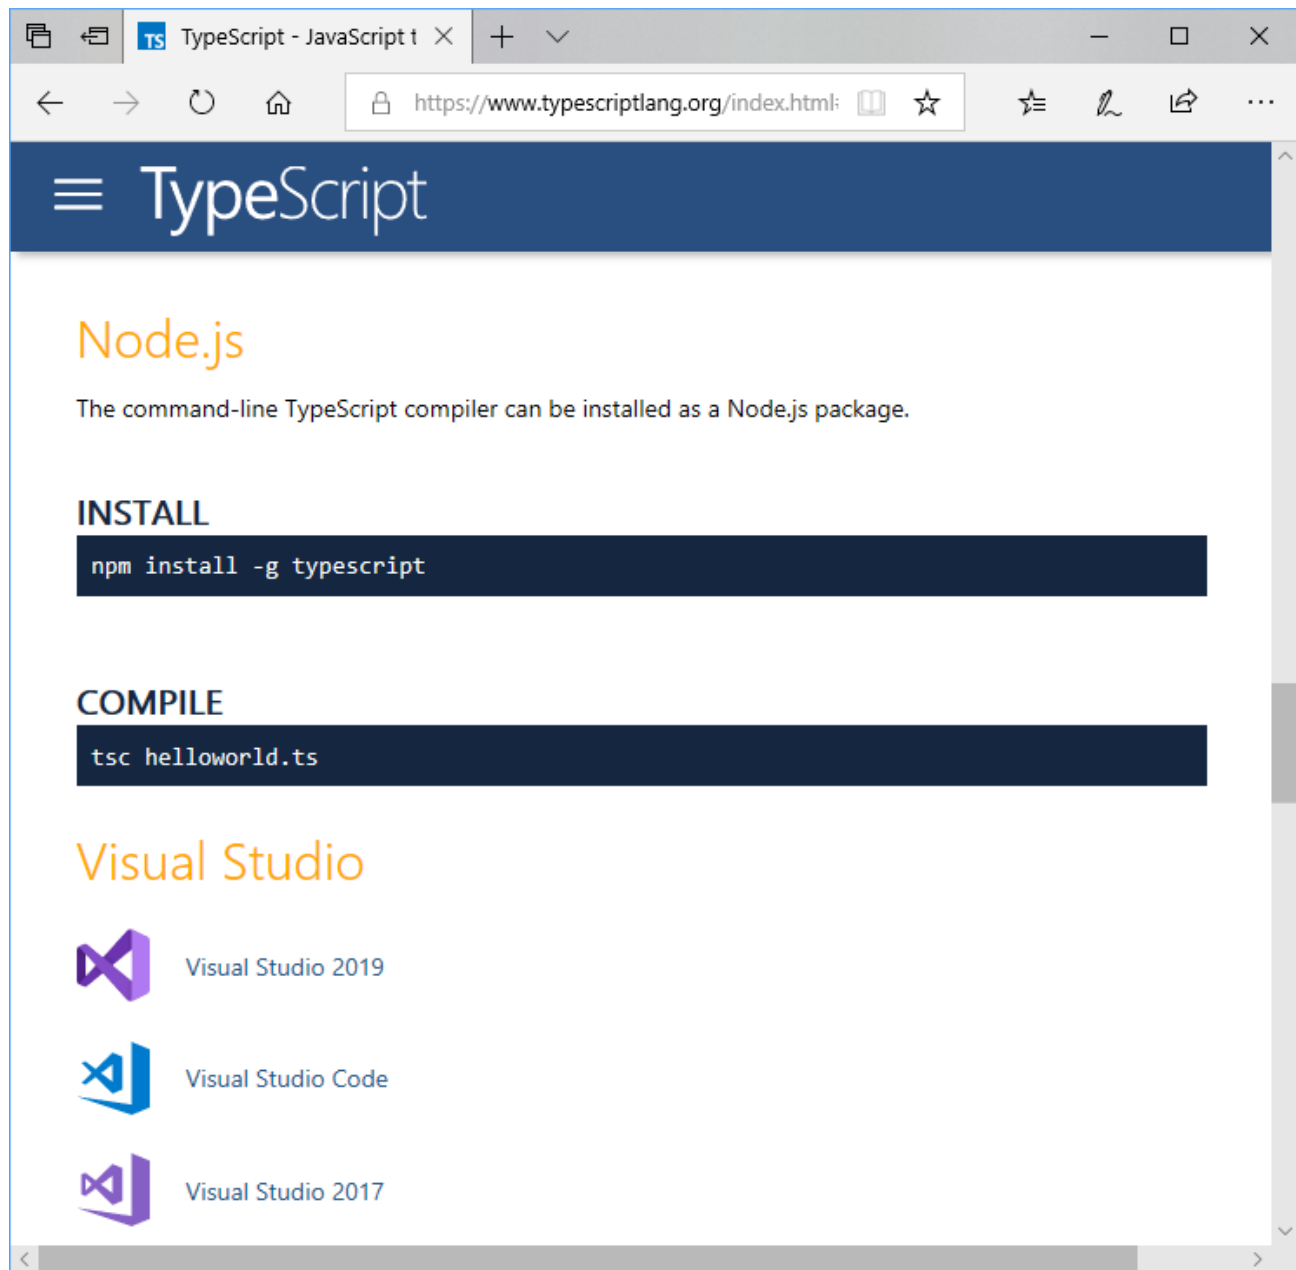 TS TypeScript - JavaScript t
https://www.typescriptlang.org/index.html
TypeScript
Node.js
The command-line TypeScript compiler can be installed as a Node.js package.
INSTALL
npm install -g typescript
COMPILE
tsc helloworld.ts
Visual Studio
Visual Studio 2019
Visual Studio Code
Visual Studio 2017